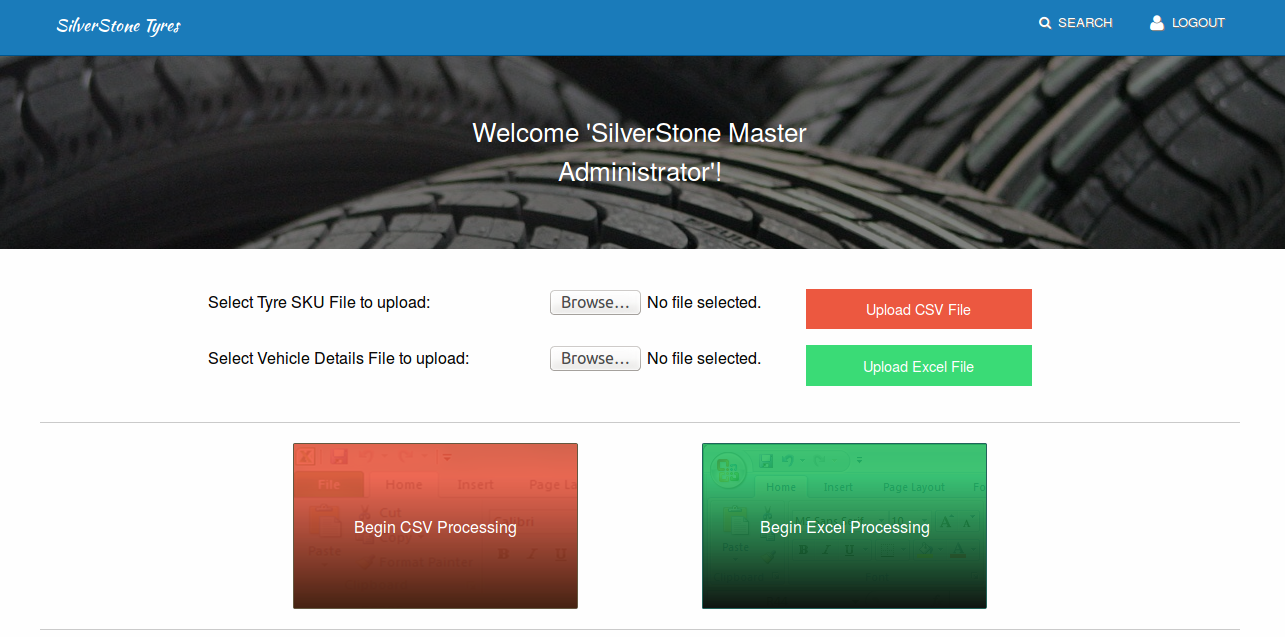 SilverStone Tyres
SEARCH
LOGOUT
Welcome 'SilverStone Master
Administrator'!
Select Tyre SKU File to upload:
Browse...
No file selected.
Upload CSV File
Select Vehicle Details File to upload:
Browse...
No file selected.
Upload Excel File
File
Home
Insert
Page La
Cut
Copy
Paste
Format Painter
B I U
Begin CSV Processing
Home
Insert
Page Layout
Fo
Paste
B I U
Begin Excel Processing